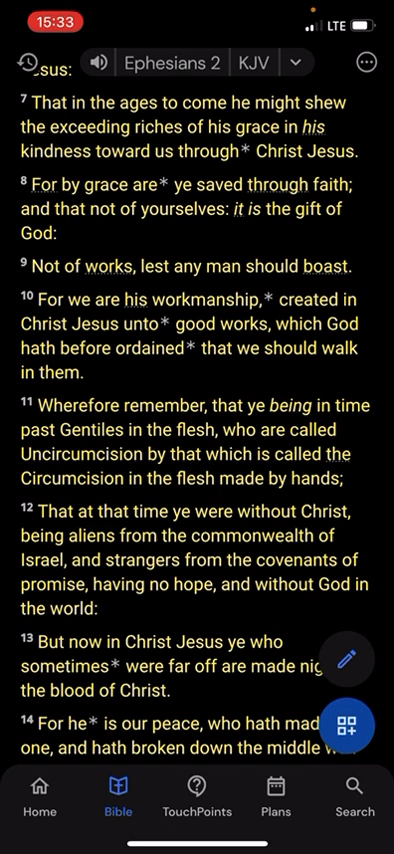 15:33
LTE
Ephesians 2 KJV
sus:
7 That in the ages to come he might shew
the exceeding riches of his grace in his
kindness toward us through* Christ Jesus.
8 For by grace are* ye saved through faith;
and that not of yourselves: it is the gift of
God:
9 Not of works, lest any man should boast.
10 For we are his workmanship,* created in
Christ Jesus unto* good works, which God
hath before ordained* that we should walk
in them.
11 Wherefore remember, that ye being in time
past Gentiles in the flesh, who are called
Uncircumcision by that which is called the
Circumcision in the flesh made by hands;
12 That at that time ye were without Christ,
being aliens from the commonwealth of
Israel, and strangers from the covenants of
promise, having no hope, and without God in
the world:
13 But now in Christ Jesus ye who
sometimes* were far off are made nig
the blood of Christ.
14 For he* is our peace, who hath mad
one, and hath broken down the middle
Home Bible TouchPoints Plans Search